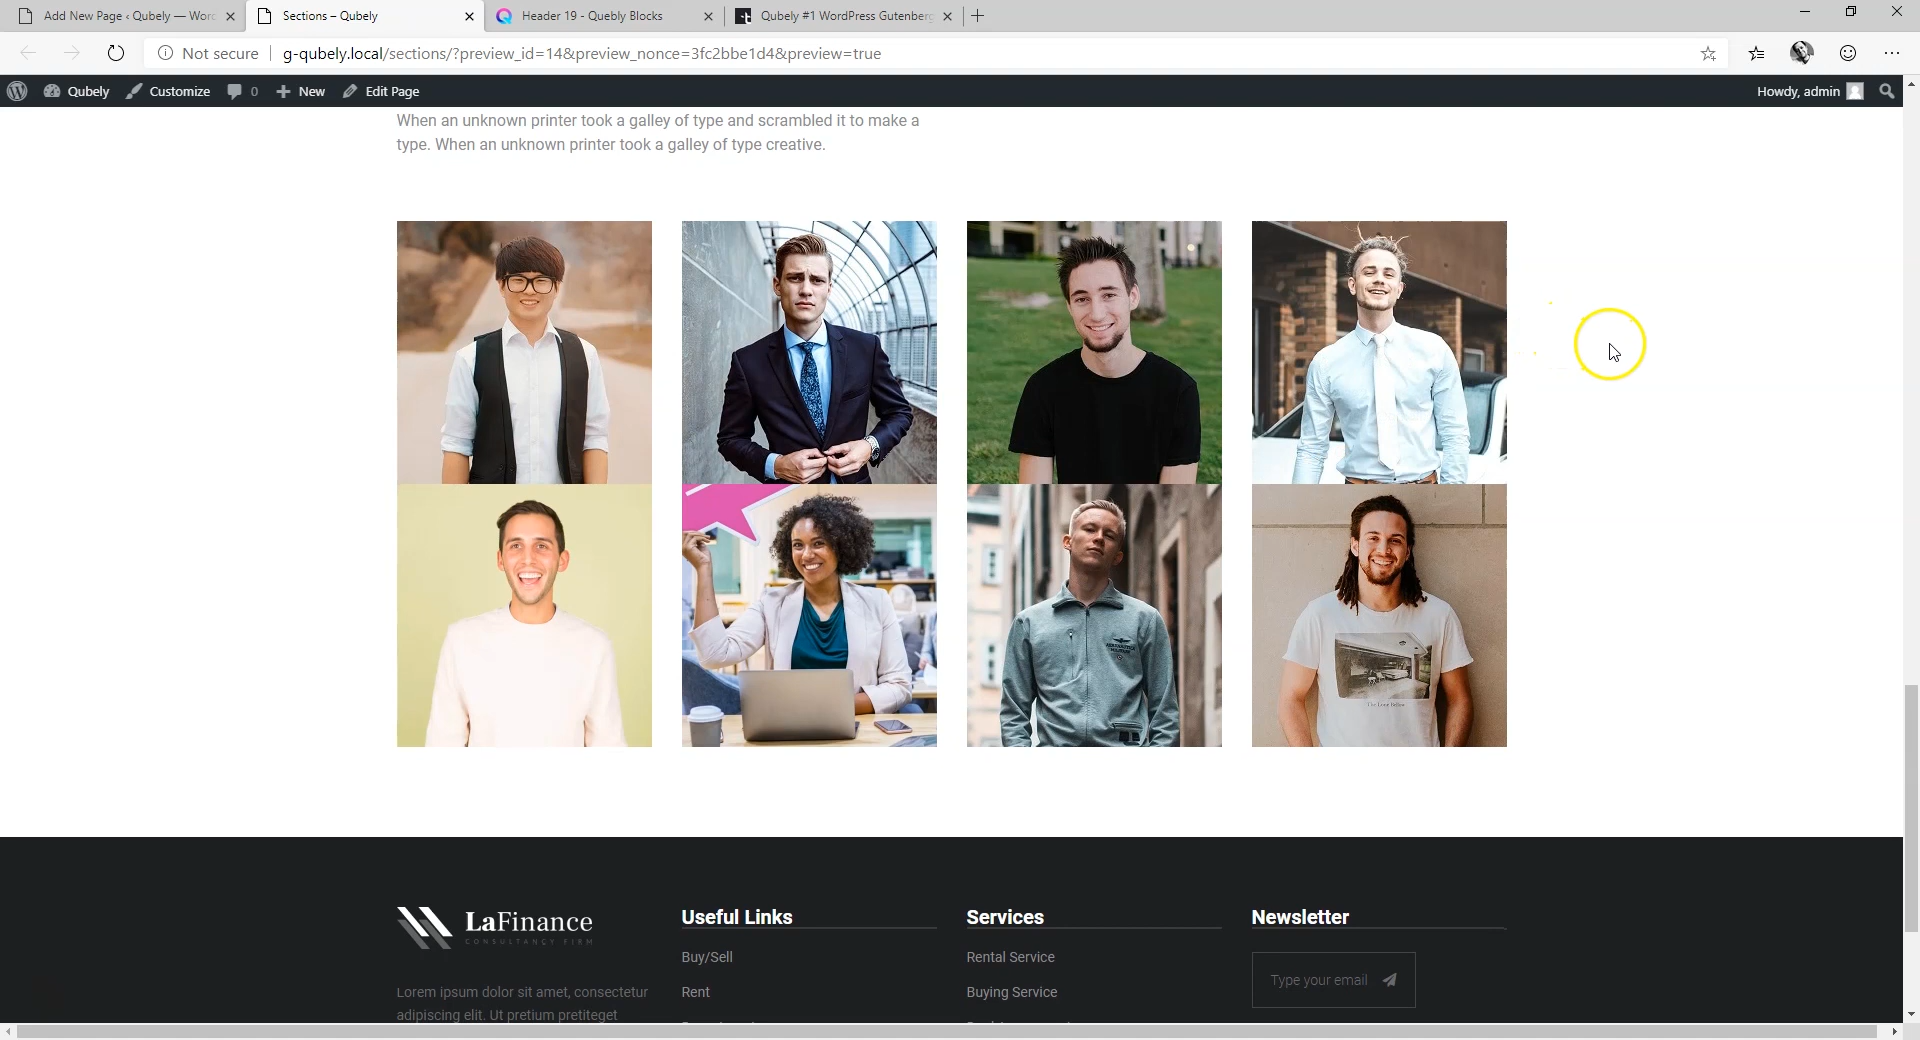 Add New Page ‹ Qubely — Word
Sections – Qubely
Header 19 - Quebly Blocks
Qubely #1 WordPress Gutenberg
Not secure
g-qubely.local/sections/?preview_id=14&preview_nonce=3fc2bbe1d4&preview=true
Qubely
Customize
0
New
Edit Page
Howdy, admin
When an unknown printer took a galley of type and scrambled it to make a
type. When an unknown printer took a galley of type creative.
LaFinance
CONSULTANCY FIRM
Lorem ipsum dolor sit amet, consectetur
adipiscing elit. Ut pretium pretiteget
Useful Links
Buy/Sell
Rent
Services
Rental Service
Buying Service
Newsletter
Type your email